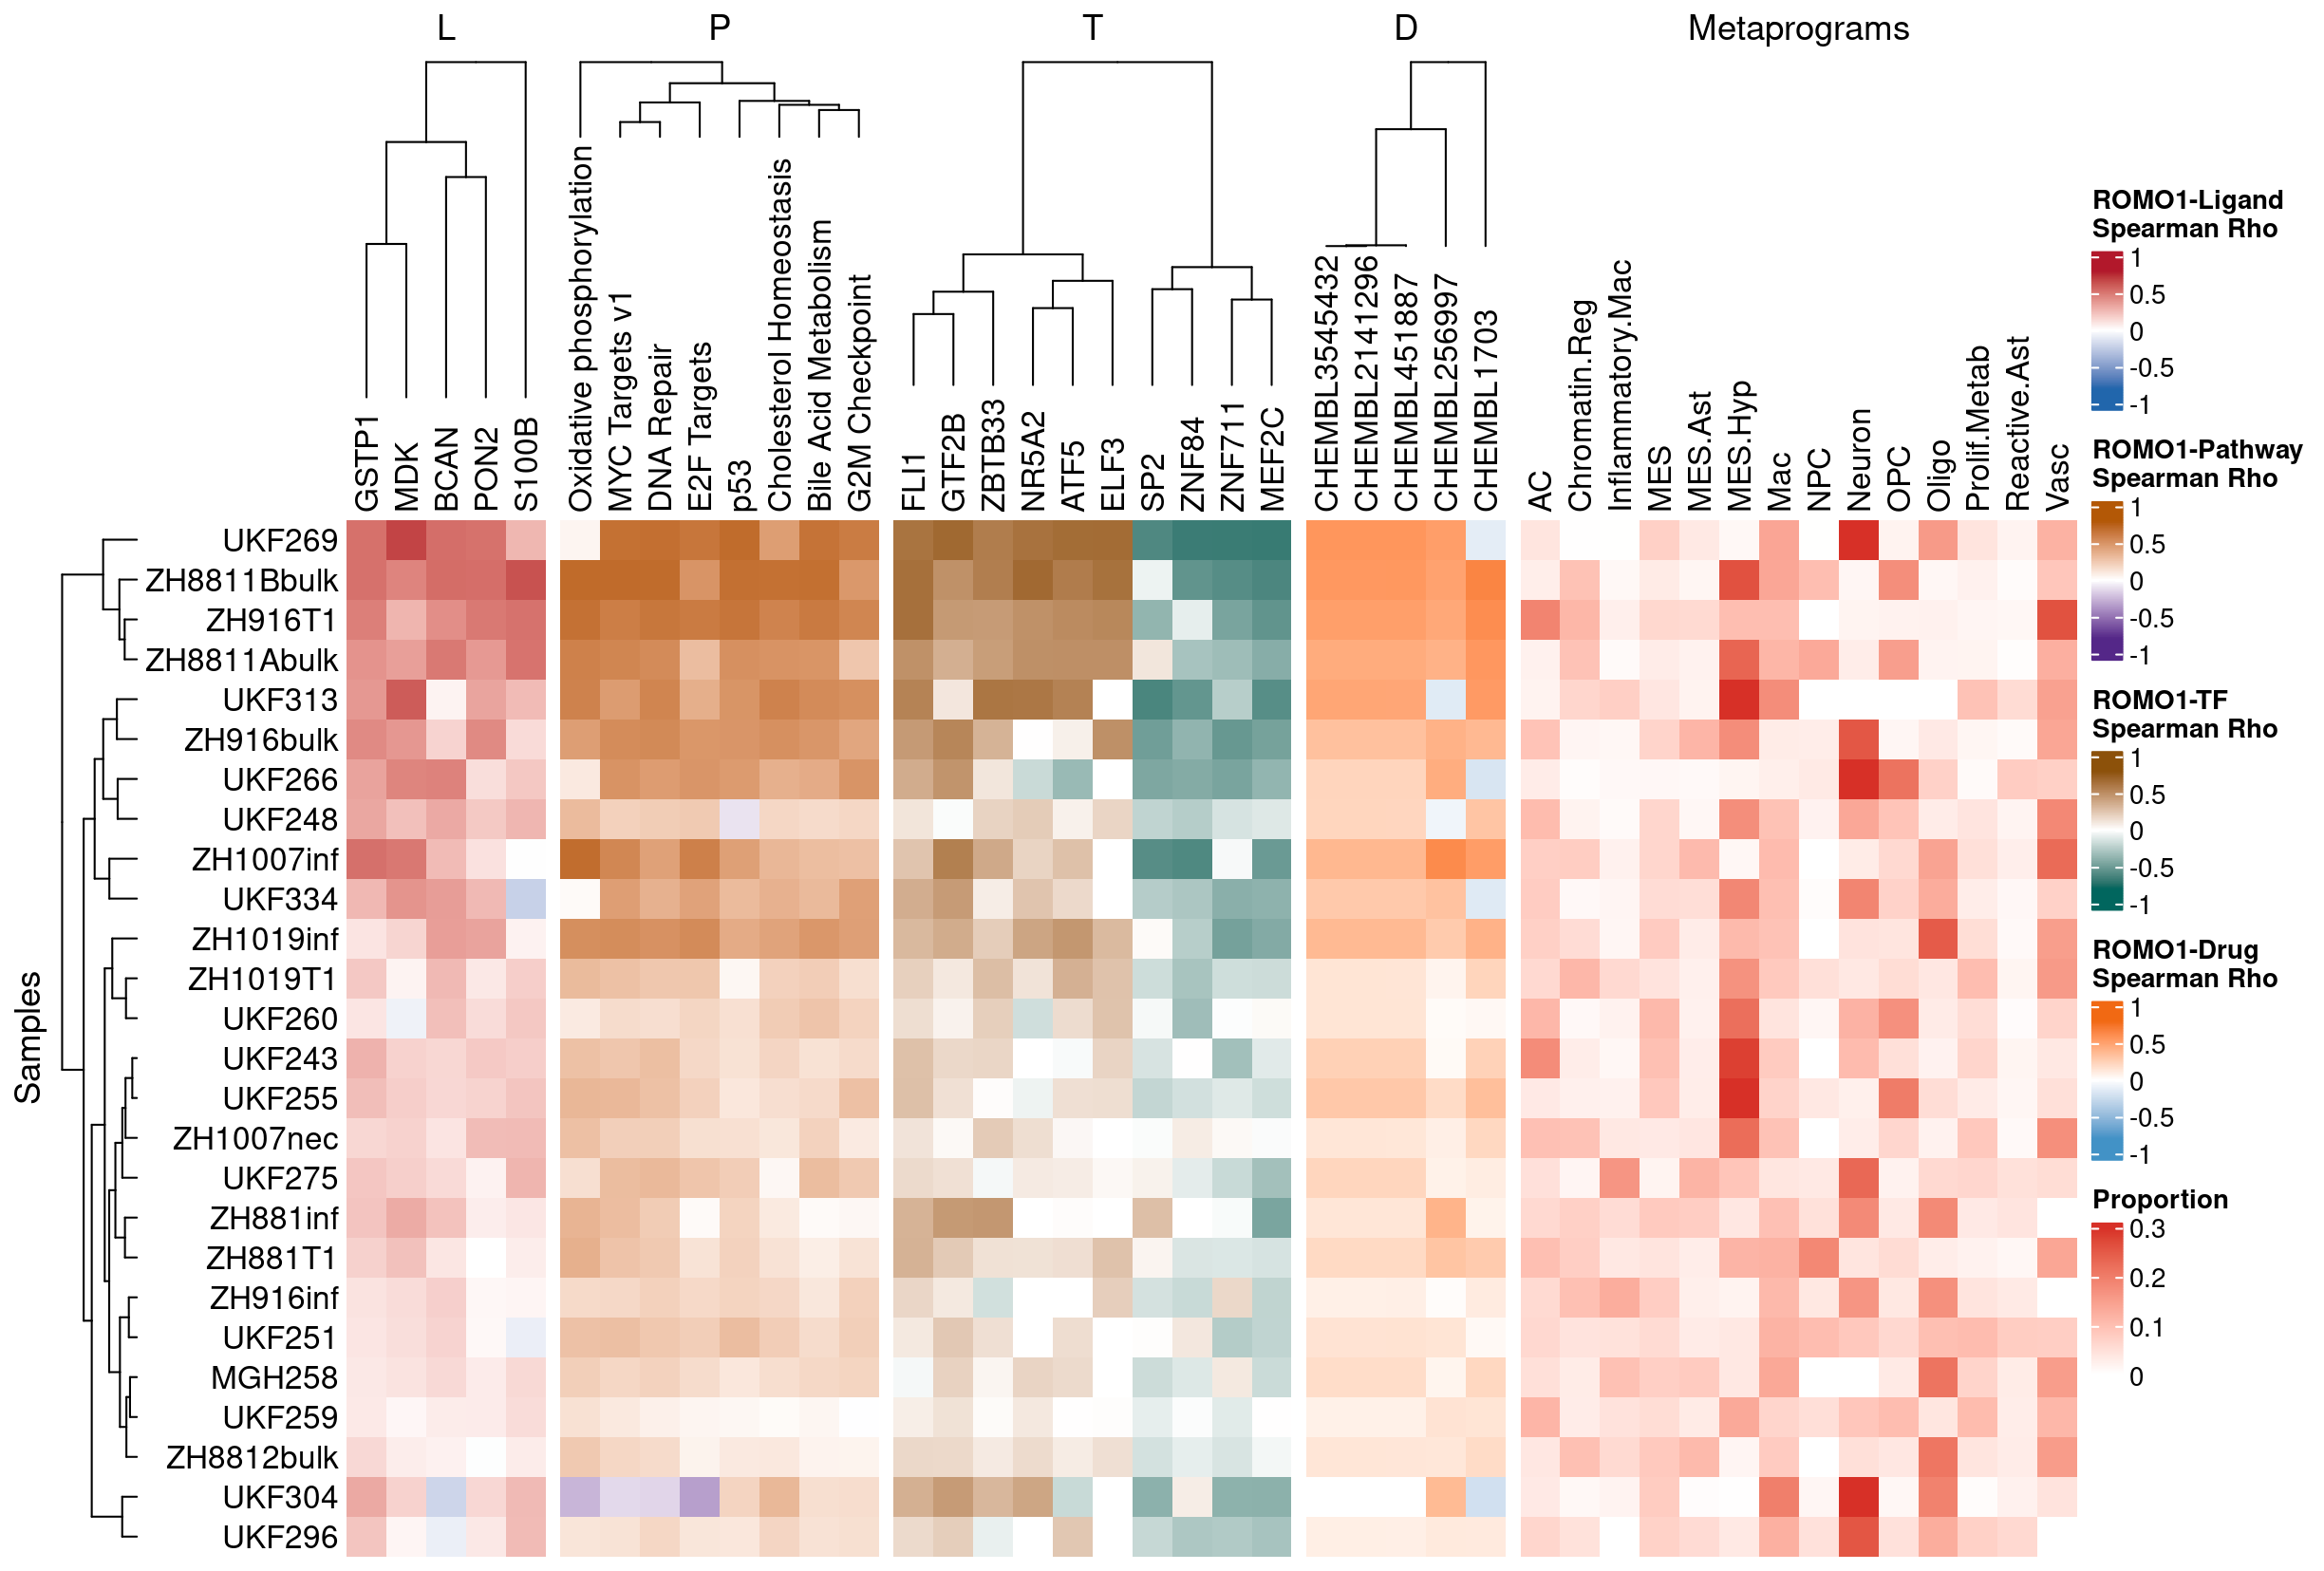 L
P
T
D
Metaprograms
GSTP1
MDK
BCAN
PON2
S100B
Oxidative phosphorylation
MYC Targets v1
DNA Repair
E2F Targets
p53
Cholesterol Homeostasis
Bile Acid Metabolism
G2M Checkpoint
FLI1
GTF2B
ZBTB33
NR5A2
ATF5
ELF3
SP2
ZNF84
ZNF711
MEF2C
CHEMBL3545432
CHEMBL2141296
CHEMBL451887
CHEMBL256997
CHEMBL1703
AC
Chromatin.Reg
Inflammatory.Mac
MES
MES.Ast
MES.Hyp
Mac
NPC
Neuron
OPC
Oligo
Prolif.Metab
Reactive.Ast
Vasc
Samples
UKF269
ZH8811Bbulk
ZH916T1
ZH8811Abulk
UKF313
ZH916bulk
UKF266
UKF248
ZH1007inf
UKF334
ZH1019inf
ZH1019T1
UKF260
UKF243
UKF255
ZH1007nec
UKF275
ZH881inf
ZH881T1
ZH916inf
UKF251
MGH258
UKF259
ZH8812bulk
UKF304
UKF296
ROMO1-Ligand
Spearman Rho
1
0.5
0
-0.5
-1
ROMO1-Pathway
Spearman Rho
1
0.5
0
-0.5
-1
ROMO1-TF
Spearman Rho
1
0.5
0
-0.5
-1
ROMO1-Drug
Spearman Rho
1
0.5
0
-0.5
-1
Proportion
0.3
0.2
0.1
0